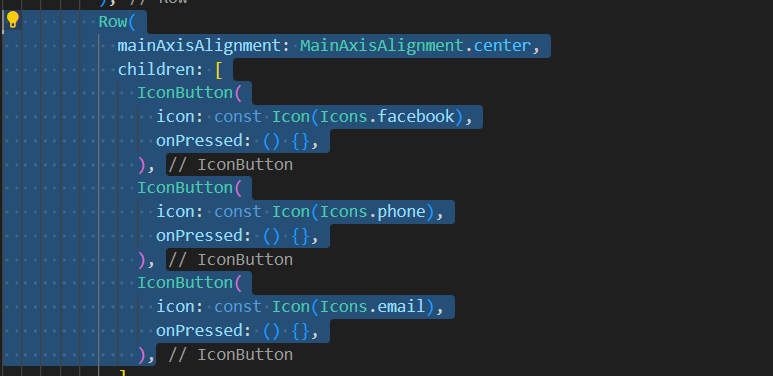 ), // Row
Row(
mainAxisAlignment: MainAxisAlignment.center,
children: [
IconButton(
icon: const Icon(Icons.facebook),
onPressed: () {},
), // IconButton
IconButton(
icon: const Icon(Icons.phone),
onPressed: () {},
), // IconButton
IconButton(
icon: const Icon(Icons.email),
onPressed: () {},
), // IconButton
]